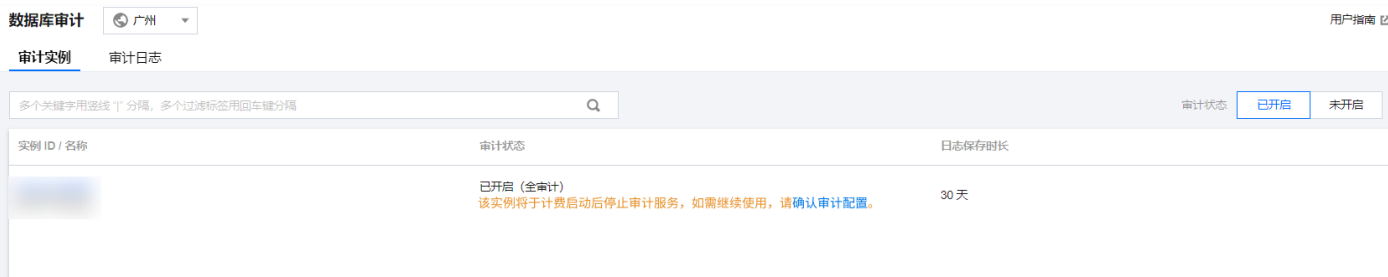 数据库审计 广州 用户指南
审计实例 审计日志
多个关键字用竖线 "|" 分隔，多个过滤标签用回车键分隔 审计状态 已开启 未开启
实例 ID / 名称 审计状态 日志保存时长
已开启（全审计）
该实例将于计费启动后停止审计服务，如需继续使用，请确认审计配置。 30 天